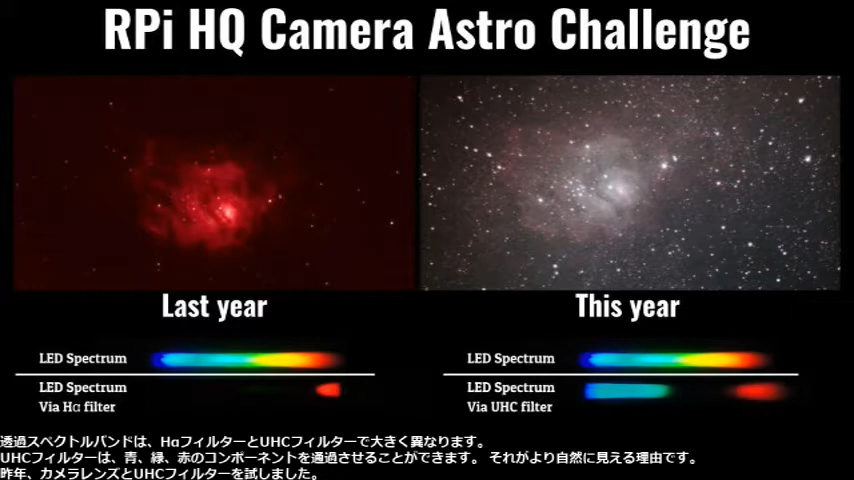 RPi HQ Camera Astro Challenge
Last year
This year
LED Spectrum
LED Spectrum
Via Hα filter
LED Spectrum
LED Spectrum
Via UHC filter
透過スペクトルバンドは、HαフィルターとUHCフィルターで大きく異なります。
UHCフィルターは、青、緑、赤のコンポーネントを通過させることができます。 それがより自然に見える理由です。
昨年、カメラレンズとUHCフィルターを試しました。